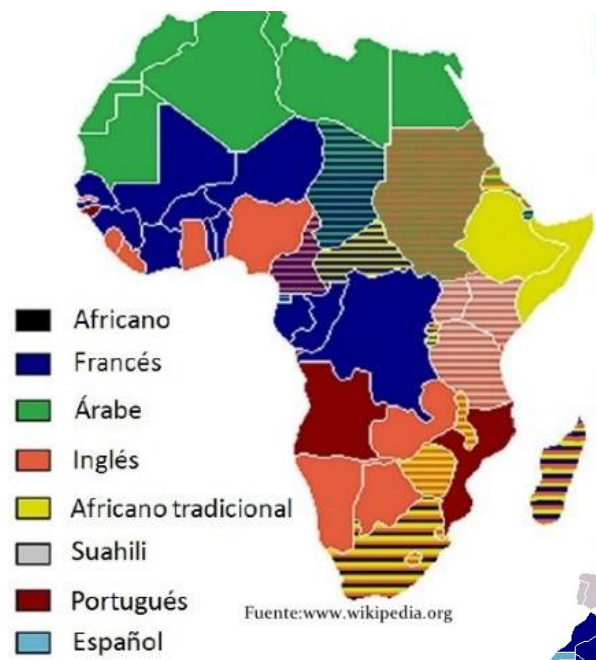 Africano
Francés
Árabe
Inglés
Africano tradicional
Suahili
Portugués
Español
Fuente:www.wikipedia.org